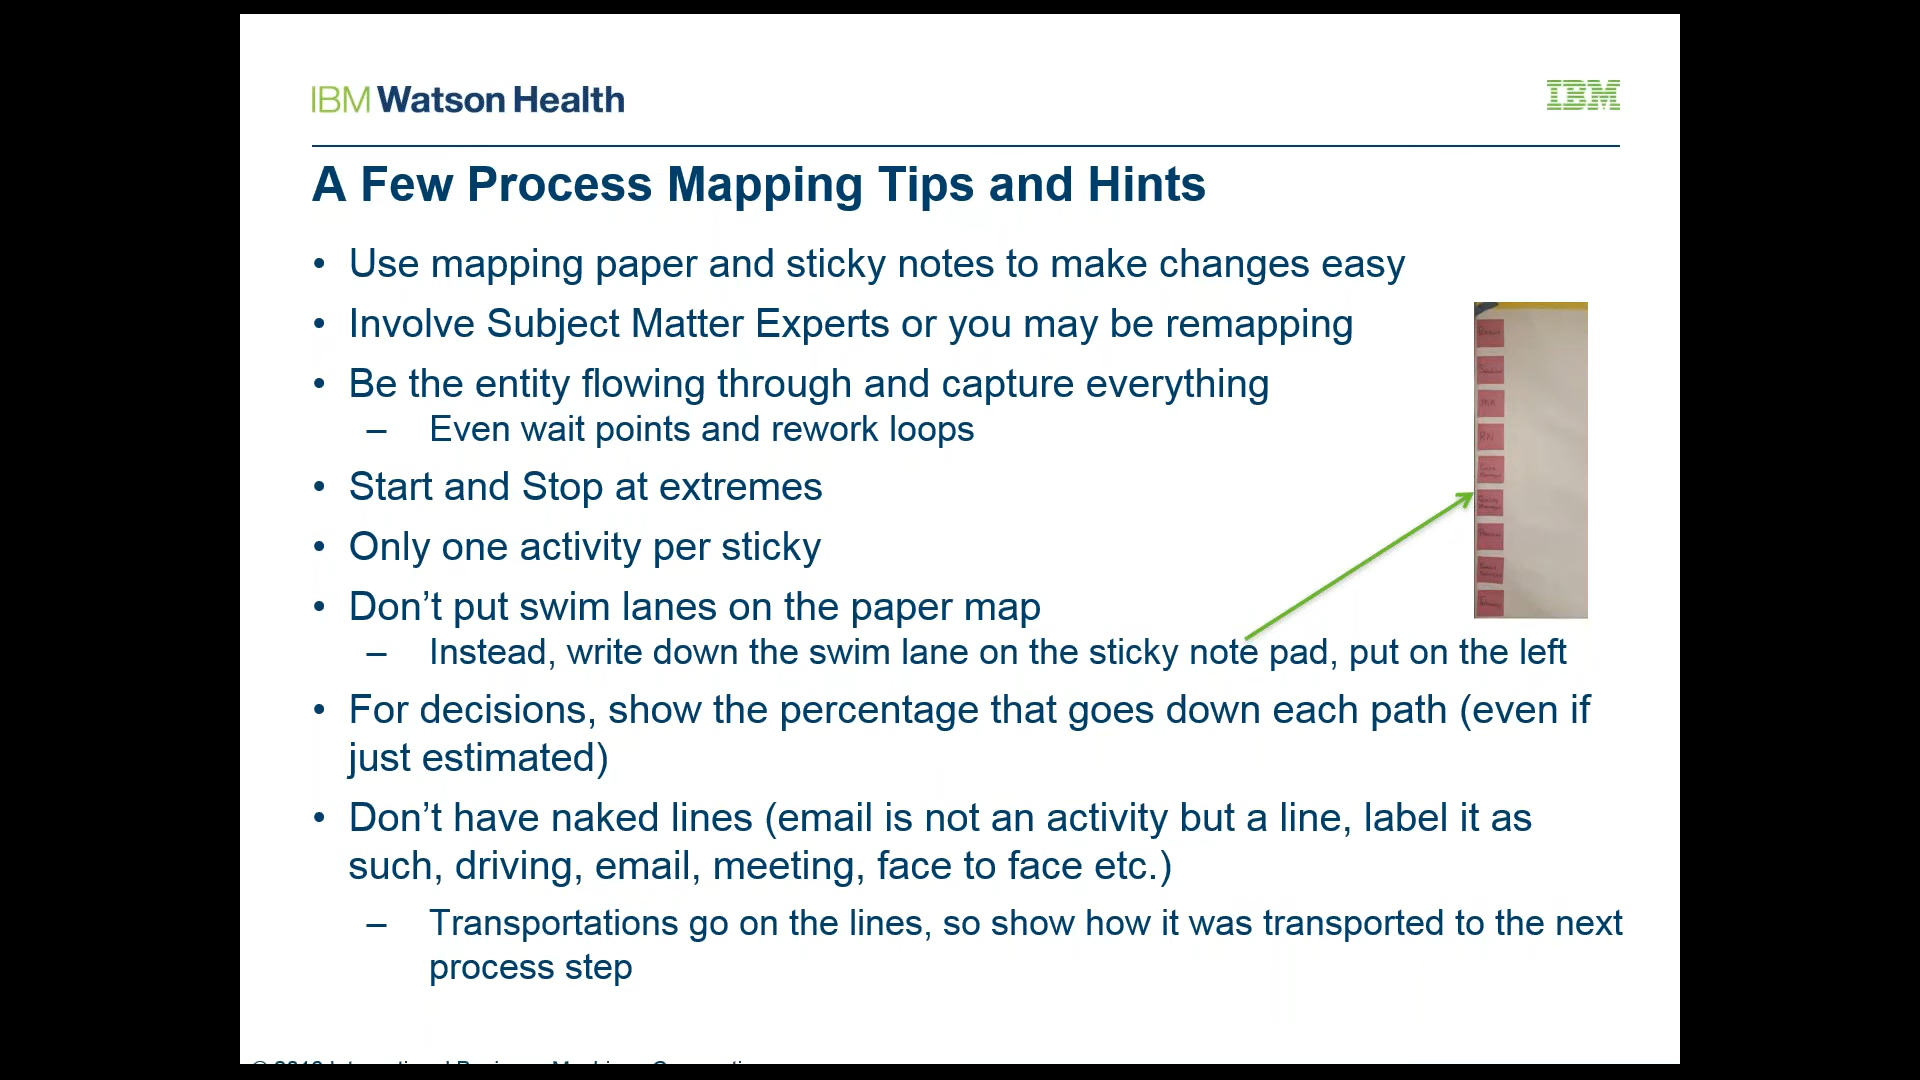 IBM Watson Health
IBM
A Few Process Mapping Tips and Hints
• Use mapping paper and sticky notes to make changes easy
• Involve Subject Matter Experts or you may be remapping
• Be the entity flowing through and capture everything
– Even wait points and rework loops
• Start and Stop at extremes
• Only one activity per sticky
• Don’t put swim lanes on the paper map
– Instead, write down the swim lane on the sticky note pad, put on the left
• For decisions, show the percentage that goes down each path (even if
just estimated)
• Don’t have naked lines (email is not an activity but a line, label it as
such, driving, email, meeting, face to face etc.)
– Transportations go on the lines, so show how it was transported to the next
process step
RN